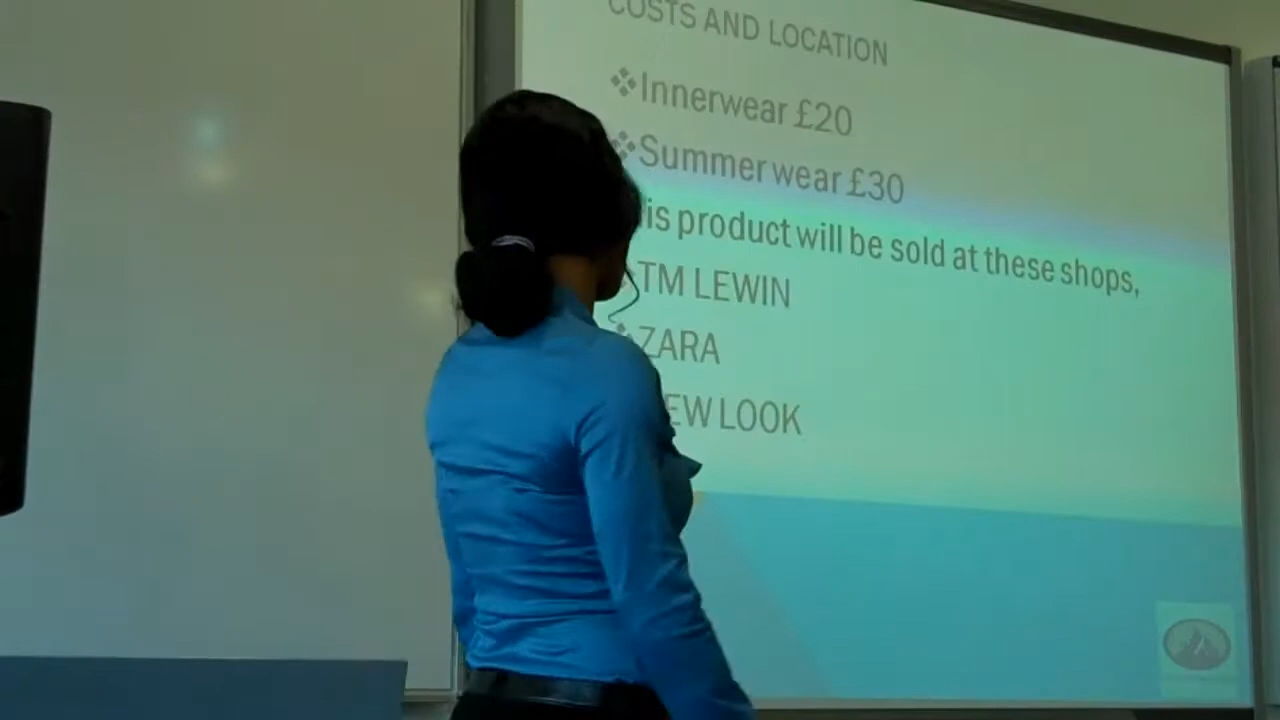 COSTS AND LOCATION
❖Innerwear £20
❖Summer wear £30
is product will be sold at these shops,
TM LEWIN
❖ZARA
EW LOOK